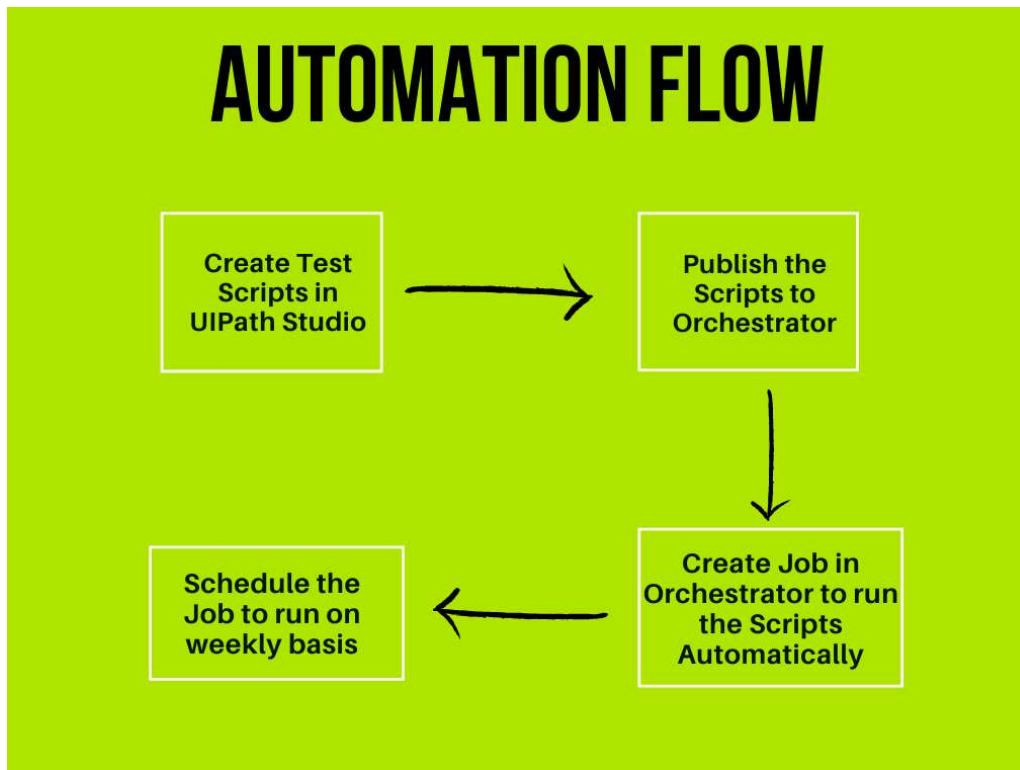 AUTOMATION FLOW
Create Test
Scripts in
UIPath Studio
Publish the
Scripts to
Orchestrator
Create Job in
Orchestrator to run
the Scripts
Automatically
Schedule the
Job to run on
weekly basis